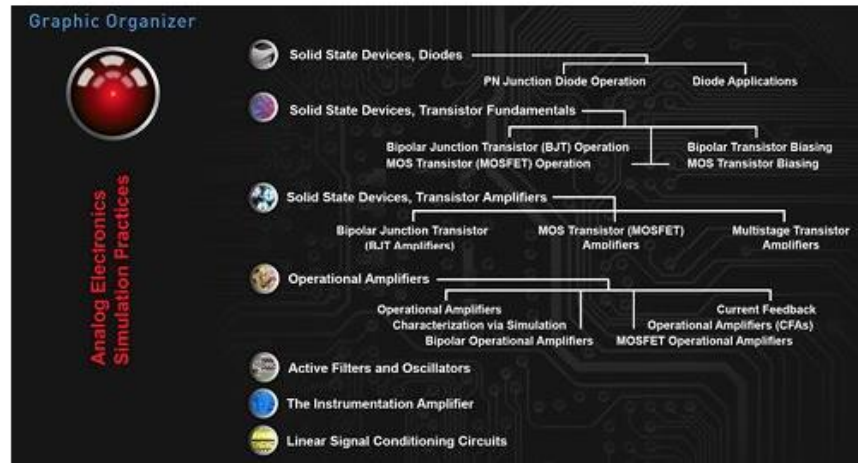 Graphic Organizer
Analog Electronics
Simulation Practices
Solid State Devices, Diodes
PN Junction Diode Operation
Diode Applications
Solid State Devices, Transistor Fundamentals
Bipolar Junction Transistor (BJT) Operation
Bipolar Transistor Biasing
MOS Transistor (MOSFET) Operation
MOS Transistor Biasing
Solid State Devices, Transistor Amplifiers
Bipolar Junction Transistor
(BJT Amplifiers)
MOS Transistor (MOSFET)
Amplifiers
Multistage Transistor
Amplifiers
Operational Amplifiers
Operational Amplifiers
Characterization via Simulation
Bipolar Operational Amplifiers
Current Feedback
Operational Amplifiers (CFAs)
MOSFET Operational Amplifiers
Active Filters and Oscillators
The Instrumentation Amplifier
Linear Signal Conditioning Circuits